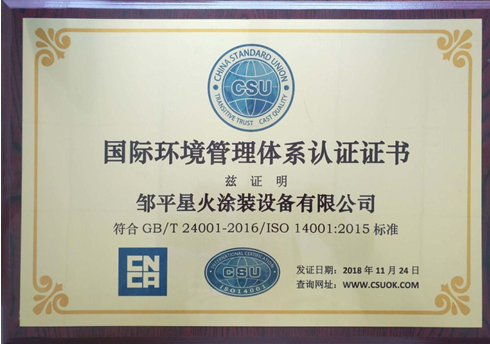 CHINA STANDARD UNION
CSU
TRANSITIVE TRUST CAST QUALITY
国际环境管理体系认证证书
兹证明
邹平星火涂装设备有限公司
符合 GB/T 24001-2016/ISO 14001:2015 标准
CNCA
CSU
ISO14001
发证日期：2018 年 11 月 24 日
查询网址：WWW.CSUOK.COM